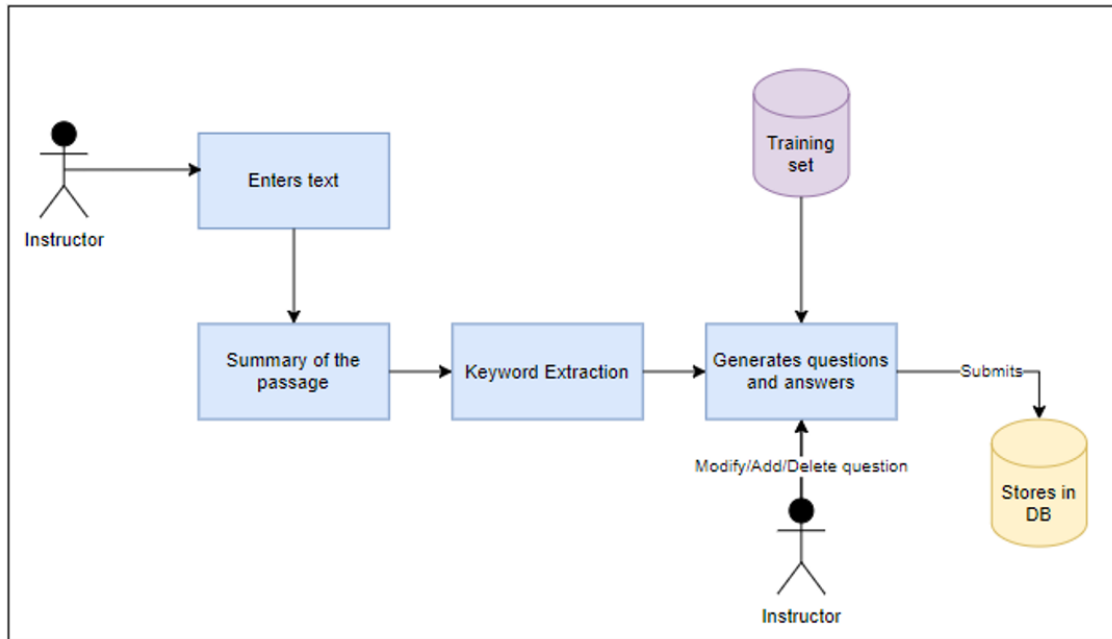 Training
set
Enters text
Instructor
Summary of the
passage
Keyword Extraction
Generates questions
and answers
Submits
Modify/Add/Delete question
Stores in
DB
Instructor